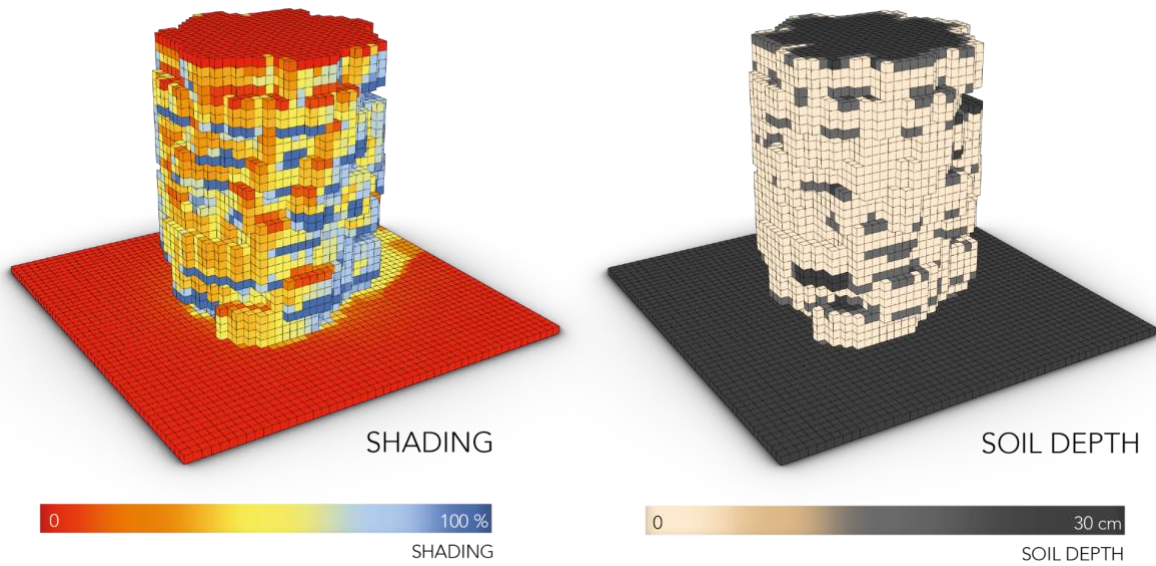 SHADING
0
100 %
SHADING
SOIL DEPTH
0
30 cm
SOIL DEPTH